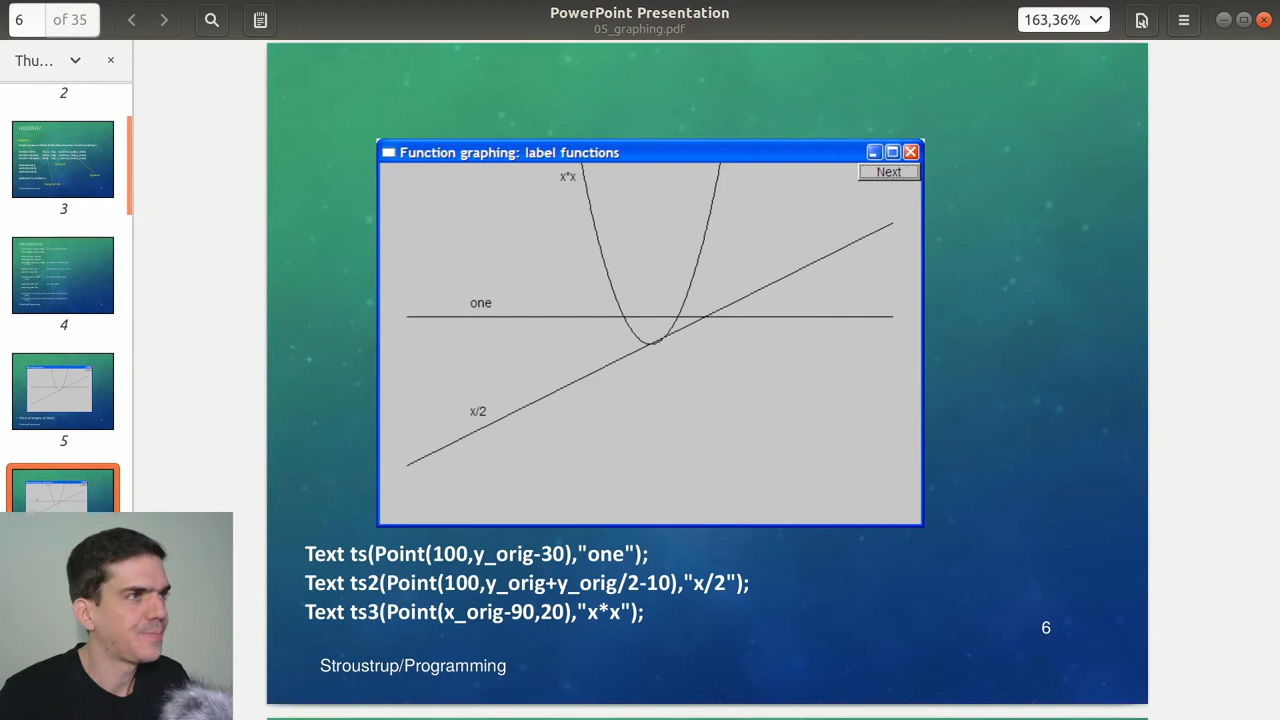 6 of 35
PowerPoint Presentation
05_graphing.pdf
163,36%
Thu...
2
3
4
5
Function graphing: label functions
Next
x*x
one
x/2
Text ts(Point(100,y_orig-30),"one");
Text ts2(Point(100,y_orig+y_orig/2-10),"x/2");
Text ts3(Point(x_orig-90,20),"x*x");
6
Stroustrup/Programming